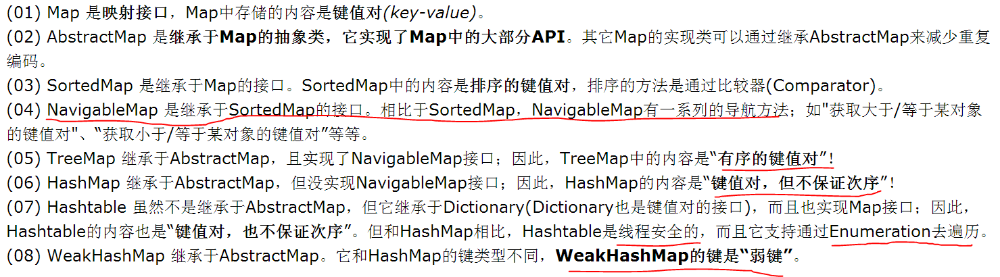 (01) Map 是映射接口，Map中存储的内容是键值对(key-value)。
(02) AbstractMap 是继承于Map的抽象类，它实现了Map中的大部分API。其它Map的实现类可以通过继承AbstractMap来减少重复
编码。
(03) SortedMap 是继承于Map的接口。SortedMap中的内容是排序的键值对，排序的方法是通过比较器(Comparator)。
(04) NavigableMap 是继承于SortedMap的接口。相比于SortedMap，NavigableMap有一系列的导航方法；如"获取大于/等于某对象
的键值对"、“获取小于/等于某对象的键值对”等等。
(05) TreeMap 继承于AbstractMap，且实现了NavigableMap接口；因此，TreeMap中的内容是“有序的键值对”！
(06) HashMap 继承于AbstractMap，但没实现NavigableMap接口；因此，HashMap的内容是“键值对，但不保证次序”！
(07) Hashtable 虽然不是继承于AbstractMap，但它继承于Dictionary(Dictionary也是键值对的接口)，而且也实现Map接口；因此，
Hashtable的内容也是“键值对，也不保证次序”。但和HashMap相比，Hashtable是线程安全的，而且它支持通过Enumeration去遍历。
(08) WeakHashMap 继承于AbstractMap。它和HashMap的键类型不同，WeakHashMap的键是“弱键”。